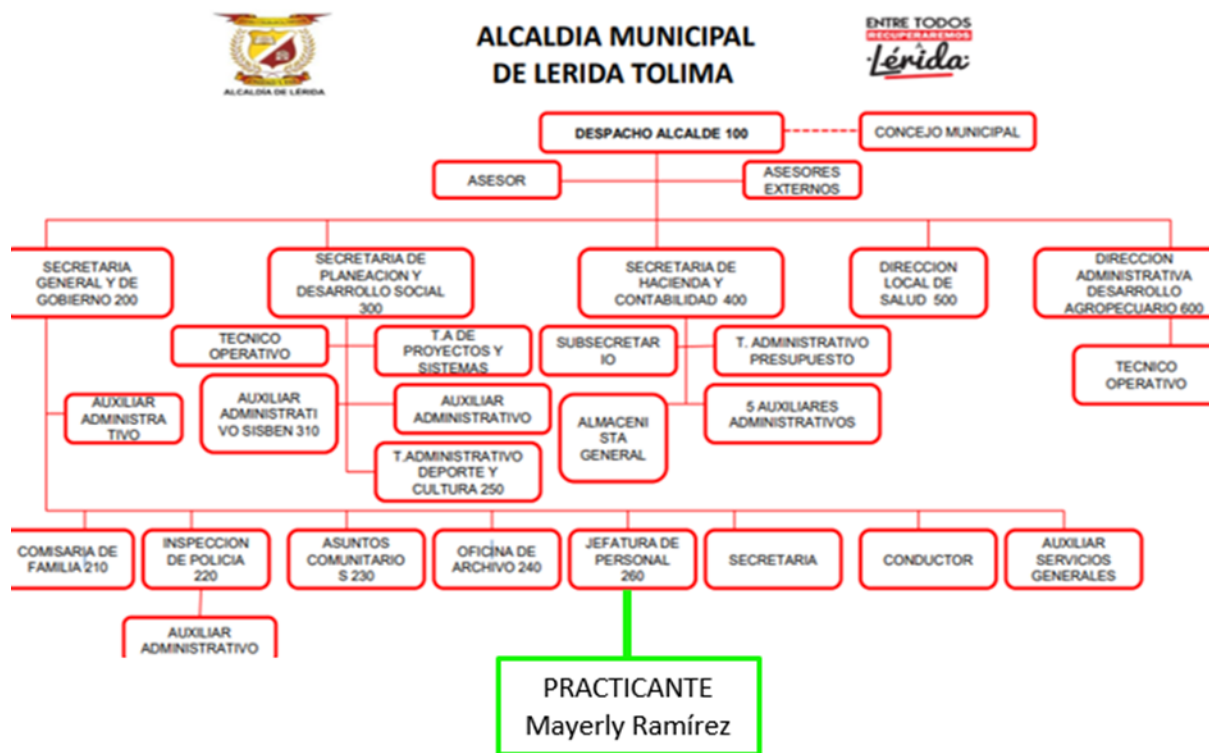 ALCALDIA MUNICIPAL
DE LERIDA TOLIMA
ALCALDÍA DE LÉRIDA
ENTRE TODOS
RECUPERAREMOS
A
Lérida
DESPACHO ALCALDE 100
CONCEJO MUNICIPAL
ASESOR
ASESORES
EXTERNOS
SECRETARIA
GENERAL Y DE
GOBIERNO 200
SECRETARIA DE
PLANEACION Y
DESARROLLO SOCIAL
300
SECRETARIA DE
HACIENDA Y
CONTABILIDAD 400
DIRECCION
LOCAL DE
SALUD 500
DIRECCION
ADMINISTRATIVA
DESARROLLO
AGROPECUARIO 600
TECNICO
OPERATIVO
T.A DE
PROYECTOS Y
SISTEMAS
SUBSECRETAR
IO
T. ADMINISTRATIVO
PRESUPUESTO
TECNICO
OPERATIVO
AUXILIAR
ADMINISTRA
TIVO
AUXILIAR
ADMINISTRATI
VO SISBEN 310
AUXILIAR
ADMINISTRATIVO
ALMACENI
STA
GENERAL
5 AUXILIARES
ADMINISTRATIVOS
T.ADMINISTRATIVO
DEPORTE Y
CULTURA 250
COMISARIA DE
FAMILIA 210
INSPECCION
DE POLICIA
220
ASUNTOS
COMUNITARIO
S 230
OFICINA DE
ARCHIVO 240
JEFATURA DE
PERSONAL
260
SECRETARIA
CONDUCTOR
AUXILIAR
SERVICIOS
GENERALES
AUXILIAR
ADMINISTRATIVO
PRACTICANTE
Mayerly Ramírez